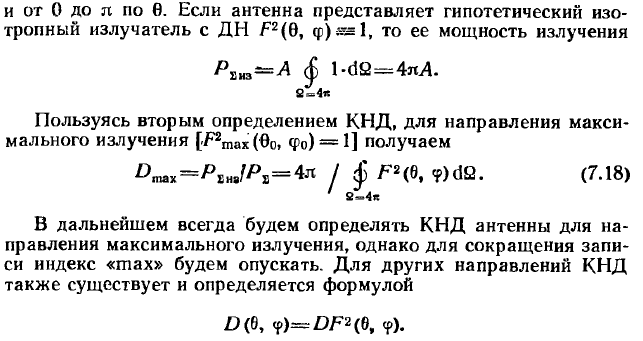 и от 0 до π по θ. Если антенна представляет гипотетический изо-
тропный излучатель с ДН F²(θ, φ)≡1, то ее мощность излучения
P_Σиз=A ∮ 1·dΩ=4πA.
Ω=4π
Пользуясь вторым определением КНД, для направления макси-
мального излучения [F²max(θ₀, φ₀)=1] получаем
D_max=P_Σиз/P_Σ=4π / ∮ F²(θ, φ)dΩ. (7.18)
Ω=4π
В дальнейшем всегда будем определять КНД антенны для на-
правления максимального излучения, однако для сокращения запи-
си индекс «max» будем опускать. Для других направлений КНД
также существует и определяется формулой
D(θ, φ)=DF²(θ, φ).